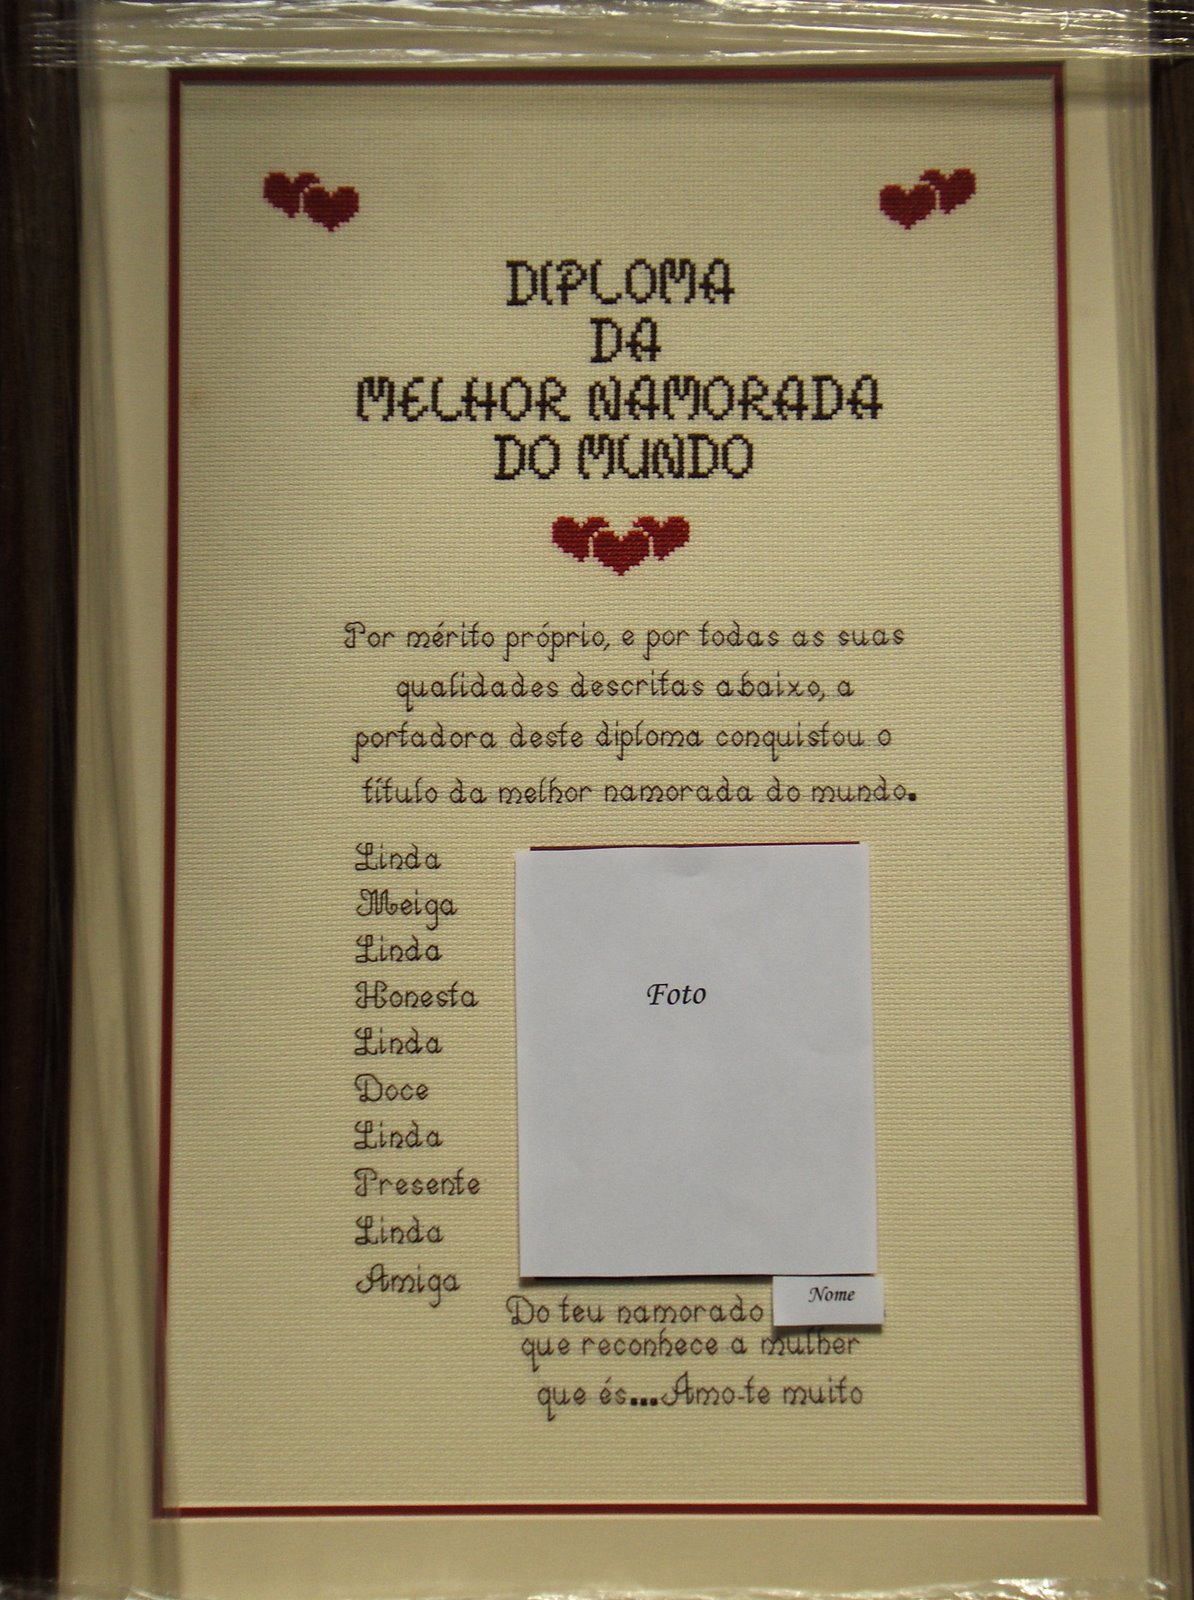 DIPLOMA
DA
MELHOR NAMORADA
DO MUNDO
Por mérito próprio, e por todas as suas
qualidades descritas abaixo, a
portadora deste diploma conquistou o
título da melhor namorada do mundo.
Linda
Meiga
Linda
Honesta
Linda
Doce
Linda
Presente
Linda
Amiga
Foto
Nome
Do teu namorado
que reconhece a mulher
que és...Amo-te muito